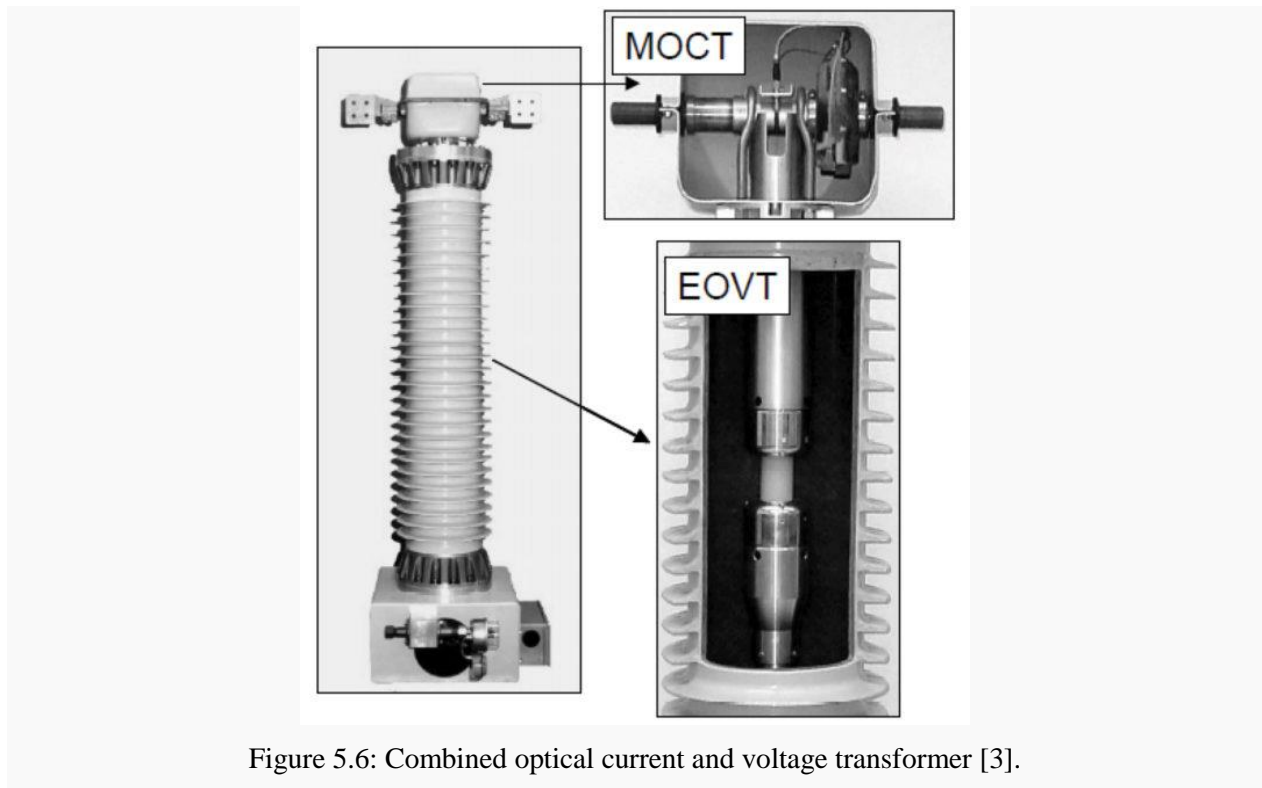 MOCT
EOVT
Figure 5.6: Combined optical current and voltage transformer [3].